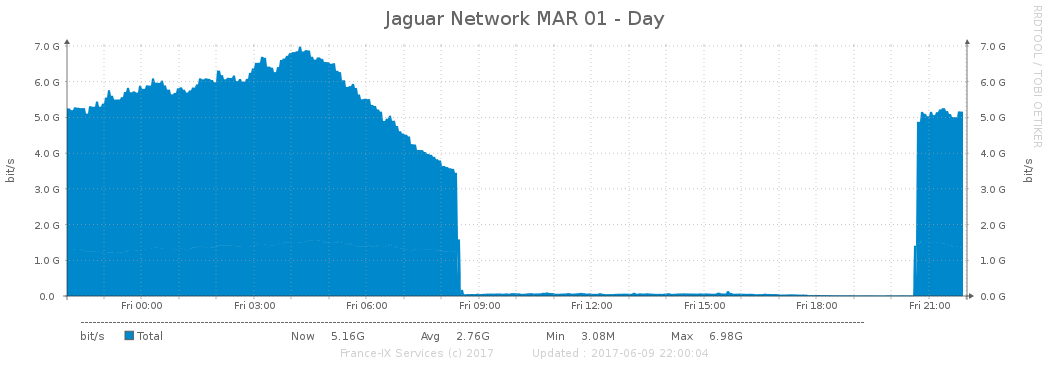 Jaguar Network MAR 01 - Day
RRDTOOL / TOBI OETIKER
7.0 G 7.0 G
6.0 G 6.0 G
5.0 G 5.0 G
4.0 G 4.0 G
3.0 G 3.0 G
2.0 G 2.0 G
1.0 G 1.0 G
0.0 0.0 G
bit/s bit/s
Fri 00:00 Fri 03:00 Fri 06:00 Fri 09:00 Fri 12:00 Fri 15:00 Fri 18:00 Fri 21:00
bit/s Total Now 5.16G Avg 2.76G Min 3.08M Max 6.98G
France-IX Services (c) 2017 Updated : 2017-06-09 22:00:04